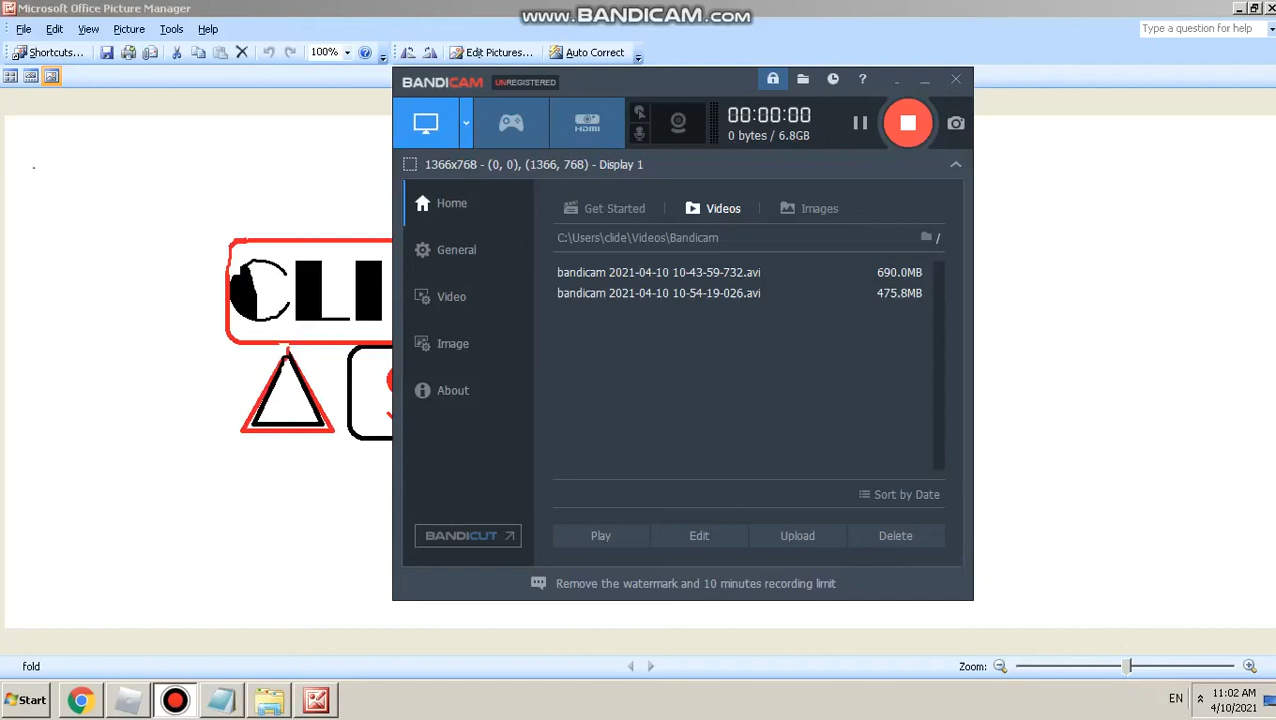 Microsoft Office Picture Manager
www.BANDICAM.com
File Edit View Picture Tools Help
Type a question for help
Shortcuts... 100% Edit Pictures... Auto Correct
BANDICAM UNREGISTERED
HDMI
00:00:00
0 bytes / 6.8GB
1366x768 - (0, 0), (1366, 768) - Display 1
Home
General
Video
Image
About
BANDICUT
Get Started Videos Images
C:\Users\clide\Videos\Bandicam /
bandicam 2021-04-10 10-43-59-732.avi 690.0MB
bandicam 2021-04-10 10-54-19-026.avi 475.8MB
Sort by Date
Play Edit Upload Delete
Remove the watermark and 10 minutes recording limit
CLI
fold
Zoom:
Start
EN
11:02 AM
4/10/2021